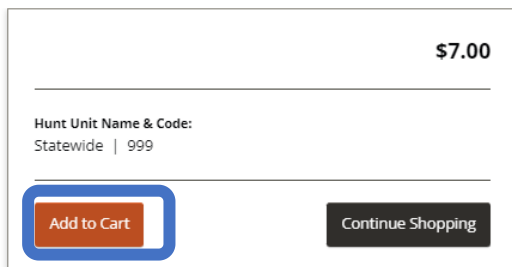 $7.00
Hunt Unit Name & Code:
Statewide | 999
Add to Cart
Continue Shopping